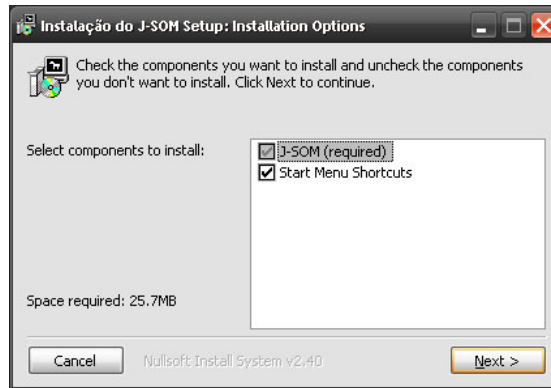 Instalação do J-SOM Setup: Installation Options
Check the components you want to install and uncheck the components
you don't want to install. Click Next to continue.
Select components to install:
J-SOM (required)
Start Menu Shortcuts
Space required: 25.7MB
Cancel
Nullsoft Install System v2.40
Next >